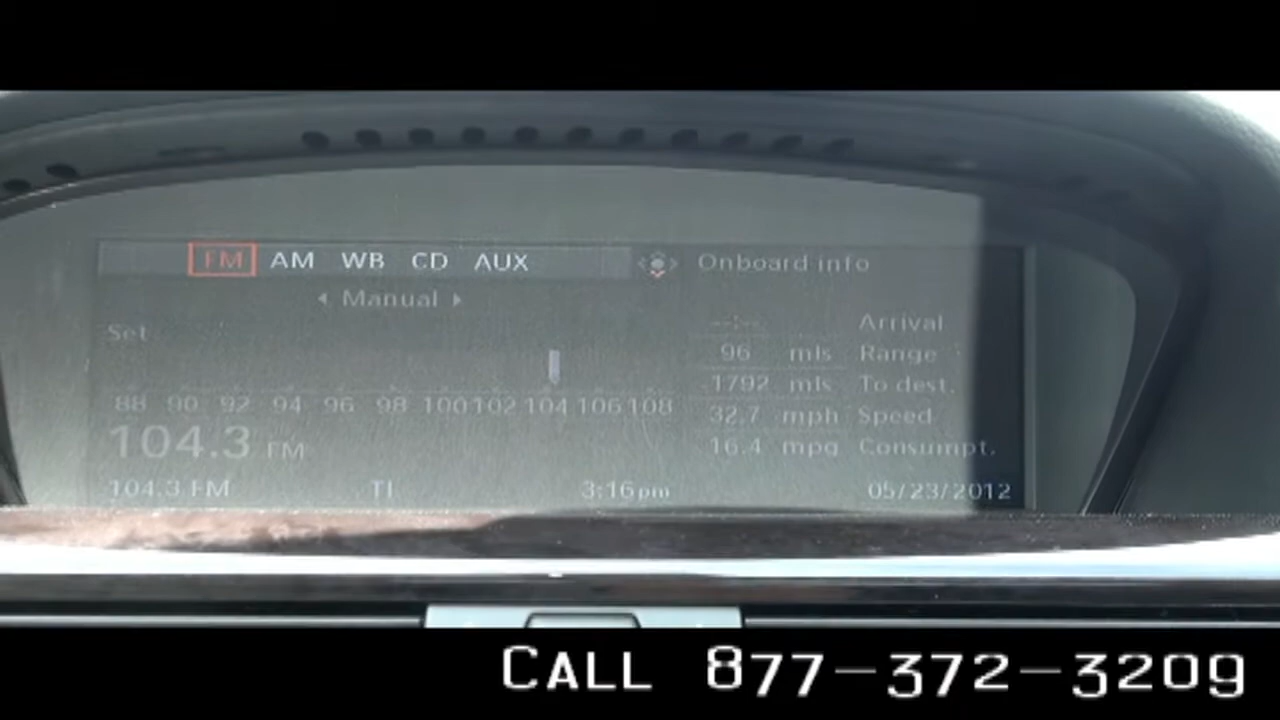 FM AM WB CD AUX
Onboard info
Manual
Set
--:-- Arrival
96 mls Range
1792 mls To dest.
32.7 mph Speed
16.4 mpg Consumpt.
88 90 92 94 96 98 100 102 104 106 108
104.3 FM
104.3 FM TI 3:16pm 05/23/2012
CALL 877-372-3209